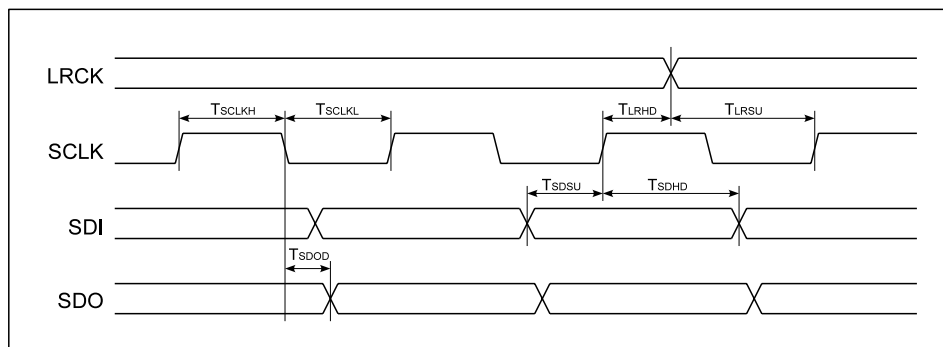 LRCK
TSCLKH TSCLKL TLRHD TLRSU
SCLK
TSDSU TSDHD
SDI
TSDOD
SDO